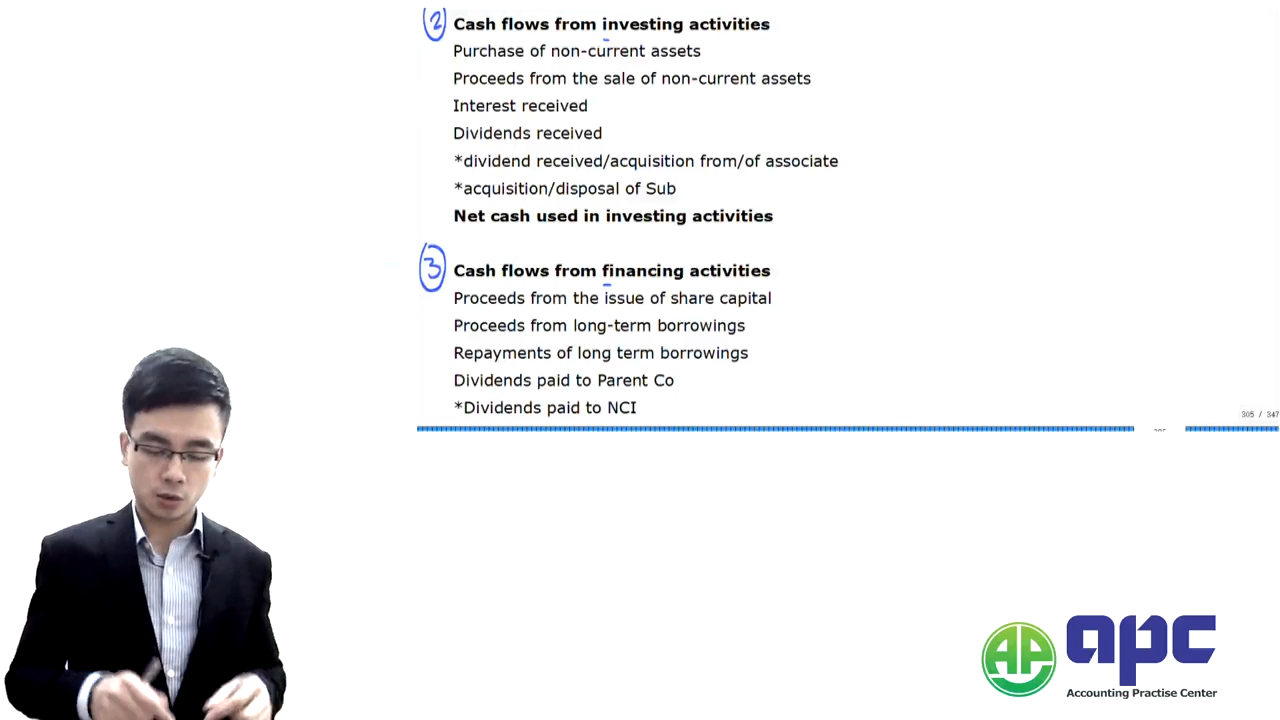 2 Cash flows from investing activities
Purchase of non-current assets
Proceeds from the sale of non-current assets
Interest received
Dividends received
*dividend received/acquisition from/of associate
*acquisition/disposal of Sub
Net cash used in investing activities
3 Cash flows from financing activities
Proceeds from the issue of share capital
Proceeds from long-term borrowings
Repayments of long term borrowings
Dividends paid to Parent Co
*Dividends paid to NCI
305 / 347
AP apc
Accounting Practise Center